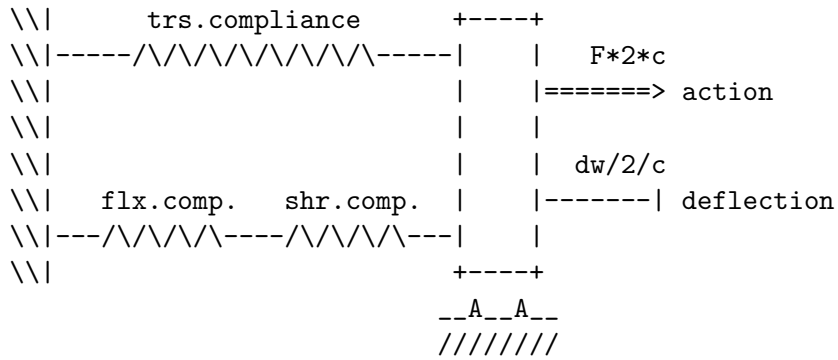 trs.compliance
F*2*c
action
dw/2/c
flx.comp. shr.comp. deflection